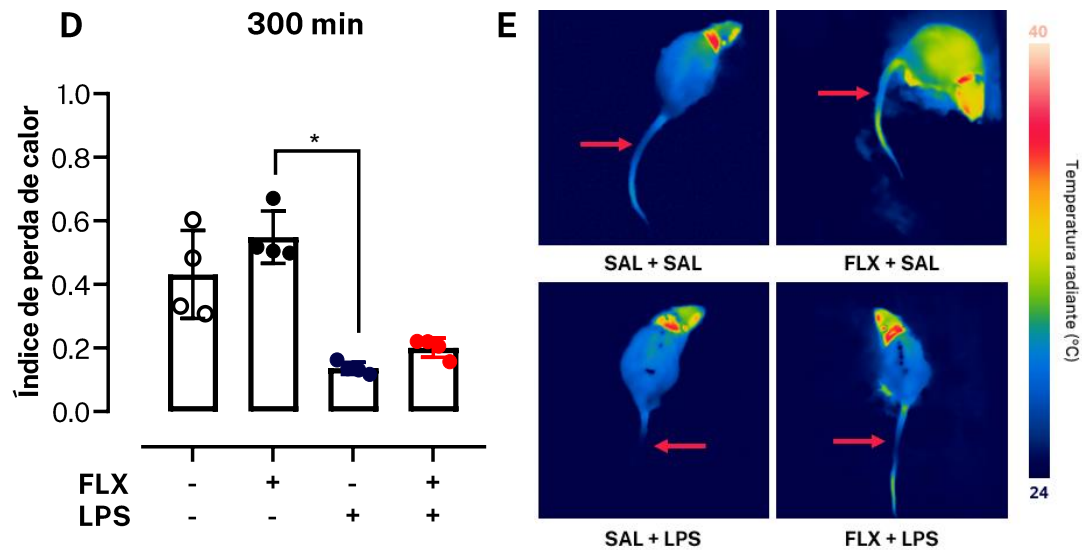 D
300 min
Índice de perda de calor
1.0
0.8
0.6
0.4
0.2
0.0
*
FLX - + - +
LPS - - + +
E
SAL + SAL
FLX + SAL
SAL + LPS
FLX + LPS
40
Temperatura radiante (°C)
24